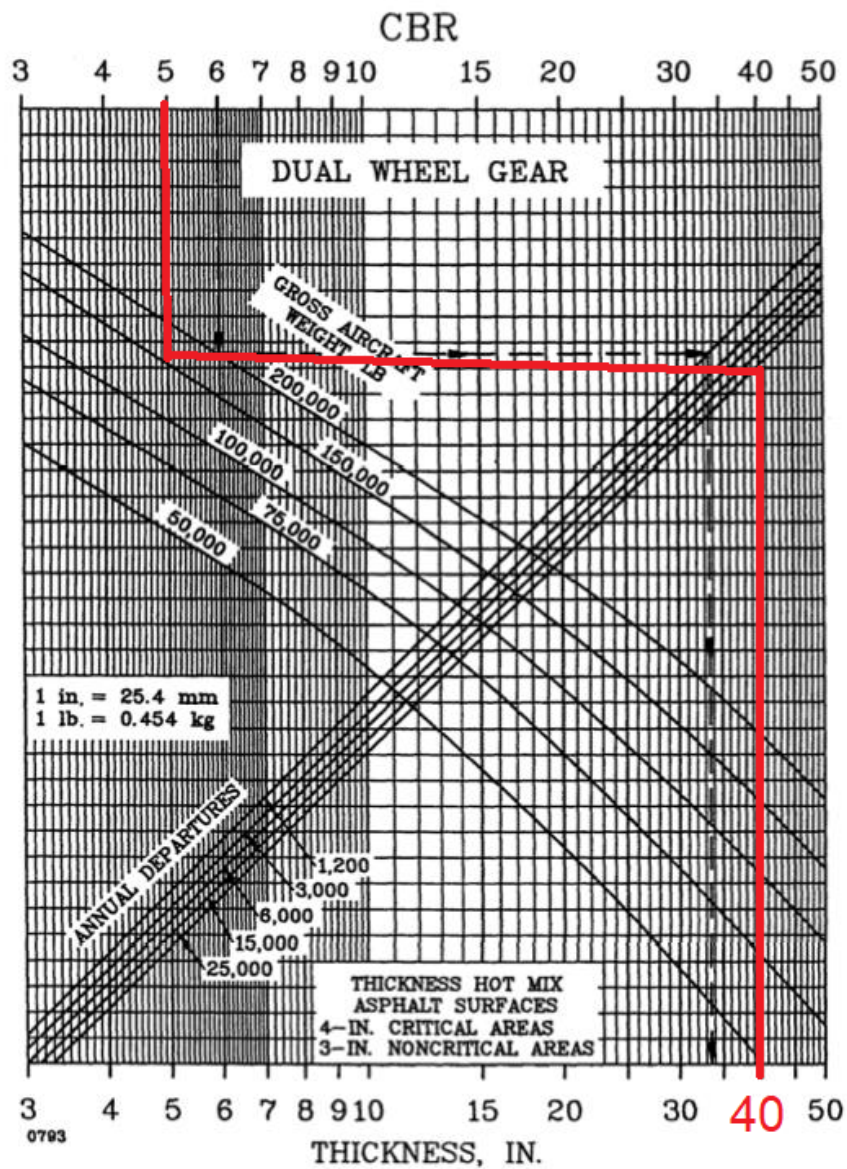 CBR
3 4 5 6 7 8 9 10 15 20 30 40 50
DUAL WHEEL GEAR
GROSS AIRCRAFT
WEIGHT LB
200,000
150,000
100,000
75,000
50,000
1 in. = 25.4 mm
1 lb. = 0.454 kg
ANNUAL DEPARTURES
1,200
3,000
6,000
15,000
25,000
THICKNESS HOT MIX
ASPHALT SURFACES
4-IN. CRITICAL AREAS
3-IN. NONCRITICAL AREAS
3 4 5 6 7 8 9 10 15 20 30 40 50
0793
THICKNESS, IN.